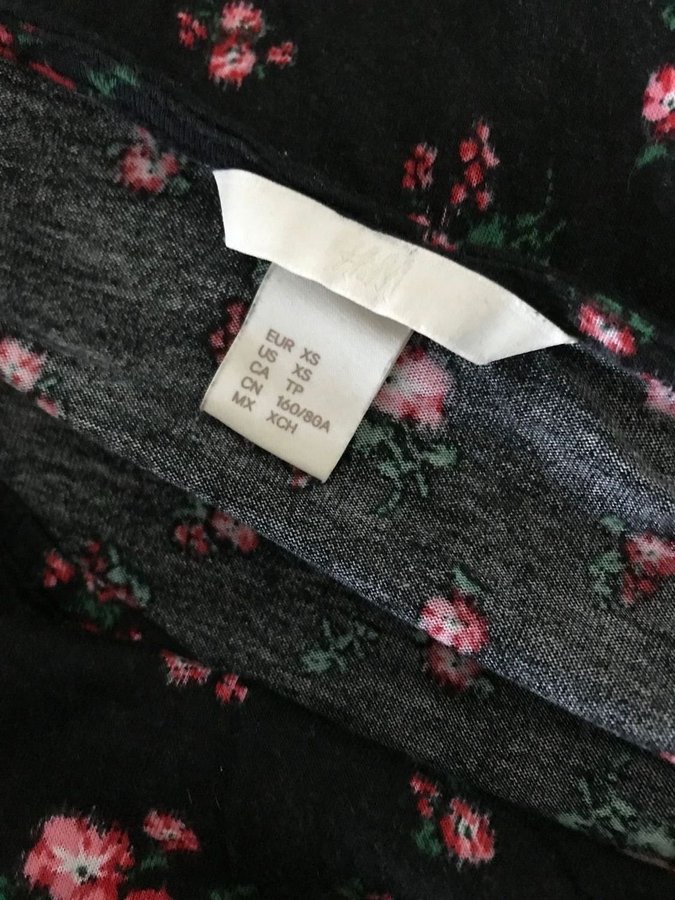 EUR XS
US XS
CA TP
CN 160/80A
MX XCH